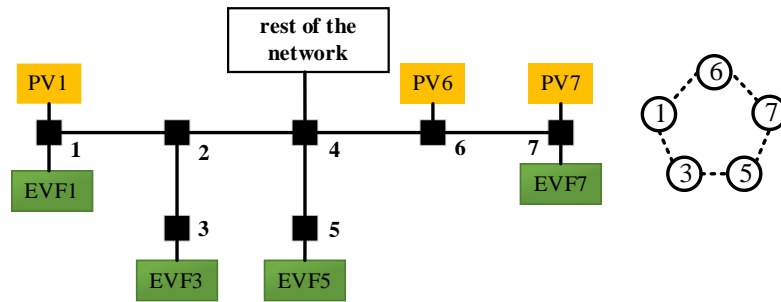 rest of the
network
PV1
PV6
PV7
1
2
4
6
7
EVF1
EVF7
3
5
EVF3
EVF5
6
1
7
3
5